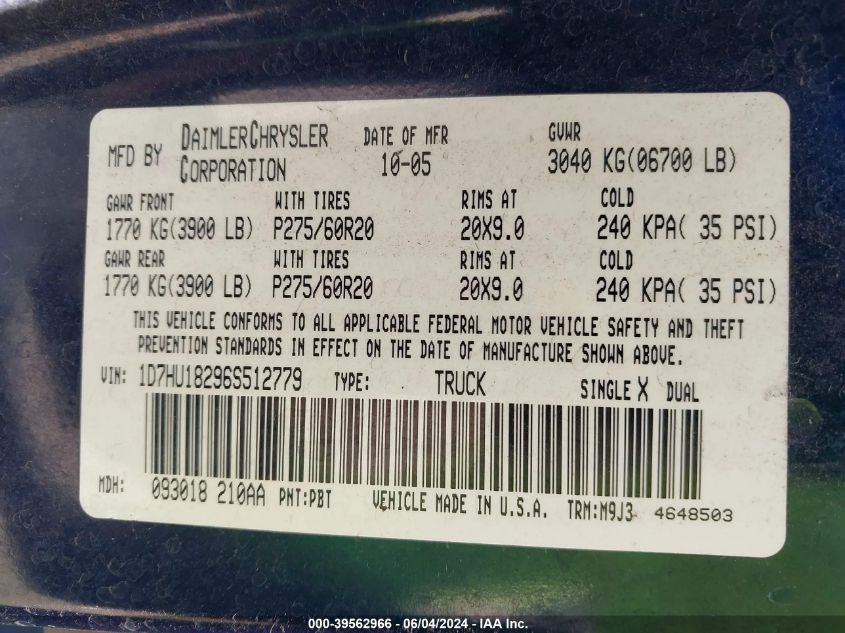 MFD BY DAIMLERCHRYSLER CORPORATION DATE OF MFR 10-05 GVWR 3040 KG(06700 LB)
GAWR FRONT WITH TIRES RIMS AT COLD
1770 KG(3900 LB) P275/60R20 20X9.0 240 KPA( 35 PSI)
GAWR REAR WITH TIRES RIMS AT COLD
1770 KG(3900 LB) P275/60R20 20X9.0 240 KPA( 35 PSI)
THIS VEHICLE CONFORMS TO ALL APPLICABLE FEDERAL MOTOR VEHICLE SAFETY AND THEFT
PREVENTION STANDARDS IN EFFECT ON THE DATE OF MANUFACTURE SHOWN ABOVE.
VIN: 1D7HU18296S512779 TYPE: TRUCK SINGLE X DUAL
MDH: 093018 210AA PNT:PBT VEHICLE MADE IN U.S.A. TRM:M9J3 4648503
000-39562966 - 06/04/2024 - IAA Inc.